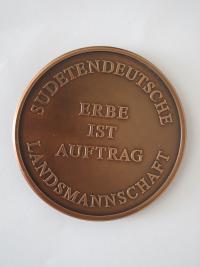 SUDETENDEUTSCHE
ERBE
IST
AUFTRAG
LANDSMANNSCHAFT